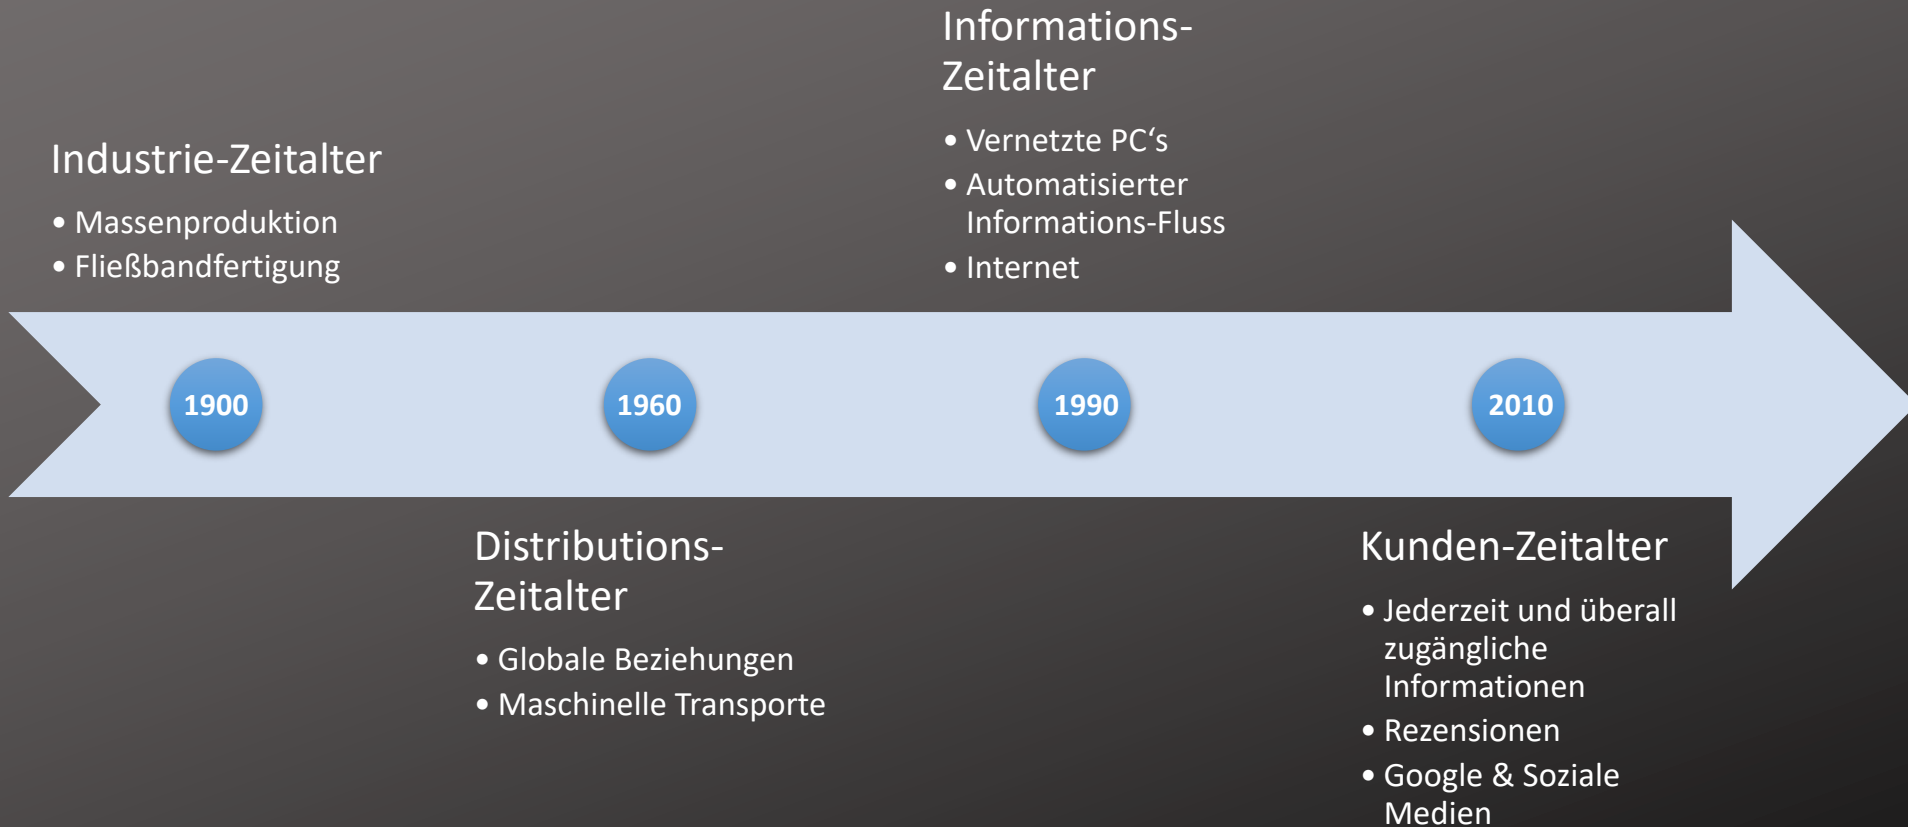 Industrie-Zeitalter
• Massenproduktion
• Fließbandfertigung
1900
Distributions-
Zeitalter
• Globale Beziehungen
• Maschinelle Transporte
1960
Informations-
Zeitalter
• Vernetzte PC‘s
• Automatisierter
Informations-Fluss
• Internet
1990
Kunden-Zeitalter
• Jederzeit und überall
zugängliche
Informationen
• Rezensionen
• Google & Soziale
Medien
2010